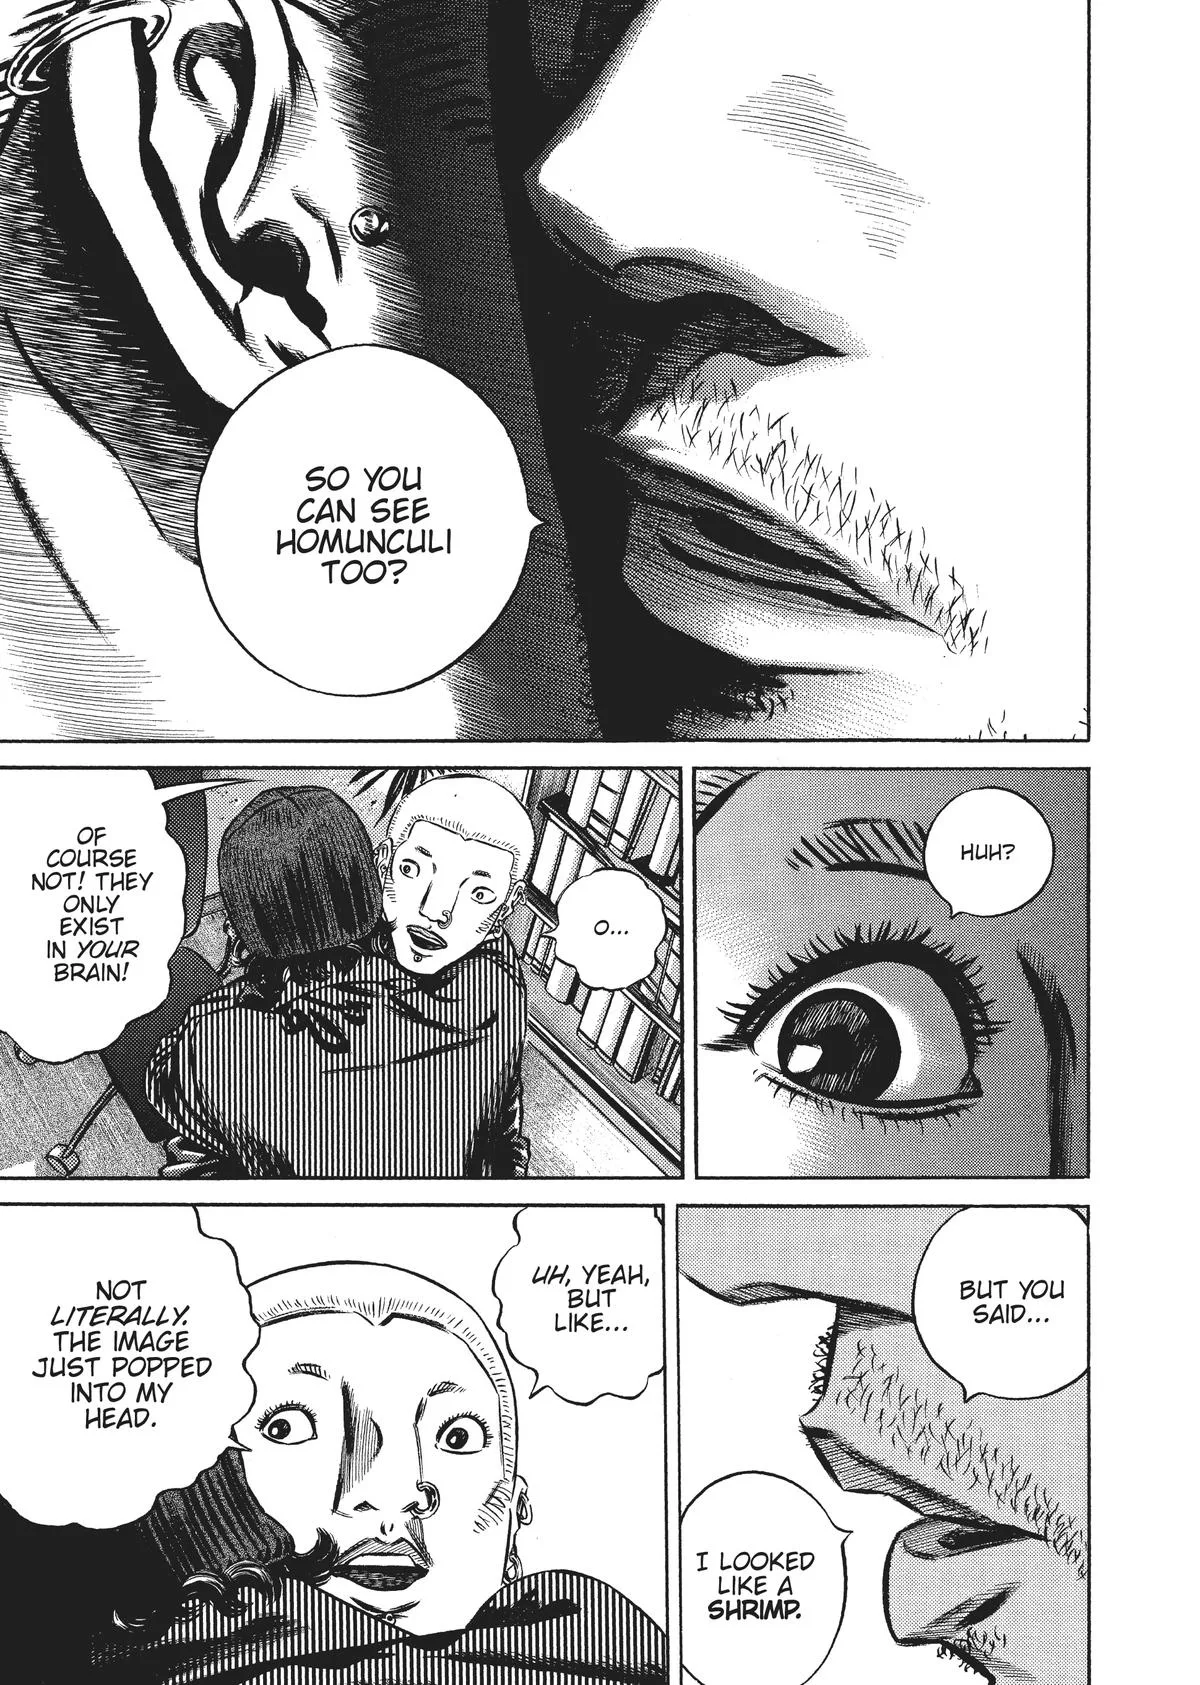 SO YOU
CAN SEE
HOMUNCULI
TOO?
HUH?
O...
OF
COURSE
NOT! THEY
ONLY
EXIST
IN YOUR
BRAIN!
BUT YOU
SAID...
I LOOKED
LIKE A
SHRIMP.
UH, YEAH,
BUT
LIKE...
NOT
LITERALLY.
THE IMAGE
JUST POPPED
INTO MY
HEAD.